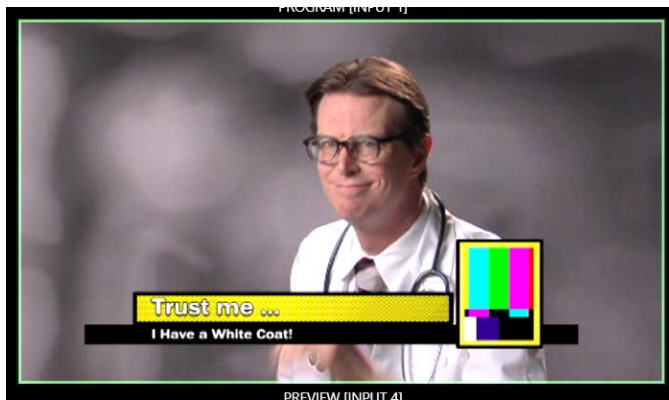 PROGRAM [INPUT 1]
Trust me ...
I Have a White Coat!
PREVIEW [INPUT 4]